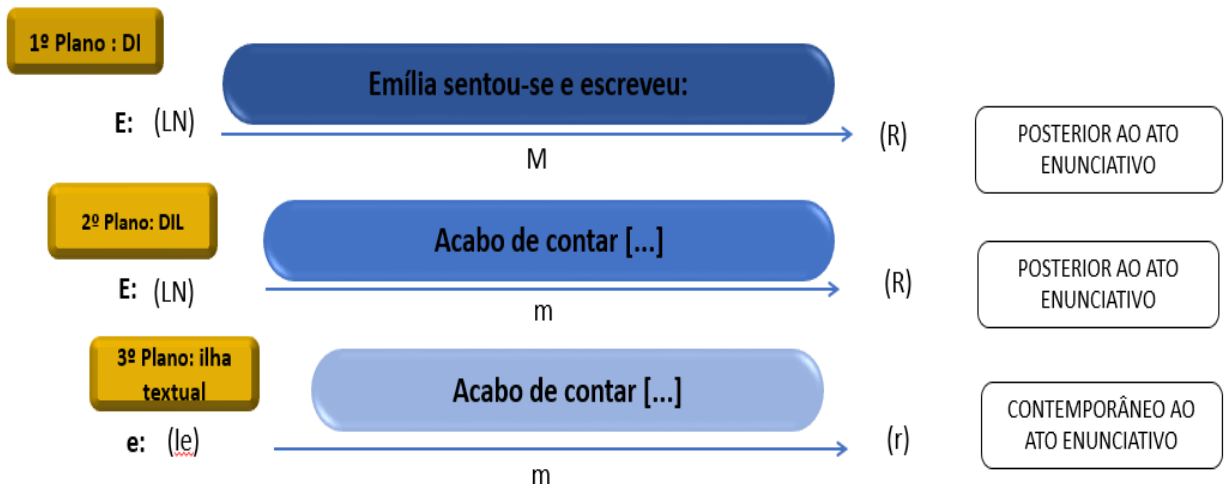 1º Plano : DI
Emília sentou-se e escreveu:
E: (LN)
M
(R)
POSTERIOR AO ATO
ENUNCIATIVO
2º Plano: DIL
Acabo de contar [...]
E: (LN)
m
(R)
POSTERIOR AO ATO
ENUNCIATIVO
3º Plano: ilha
textual
Acabo de contar [...]
e: (le)
m
(r)
CONTEMPORÂNEO AO
ATO ENUNCIATIVO